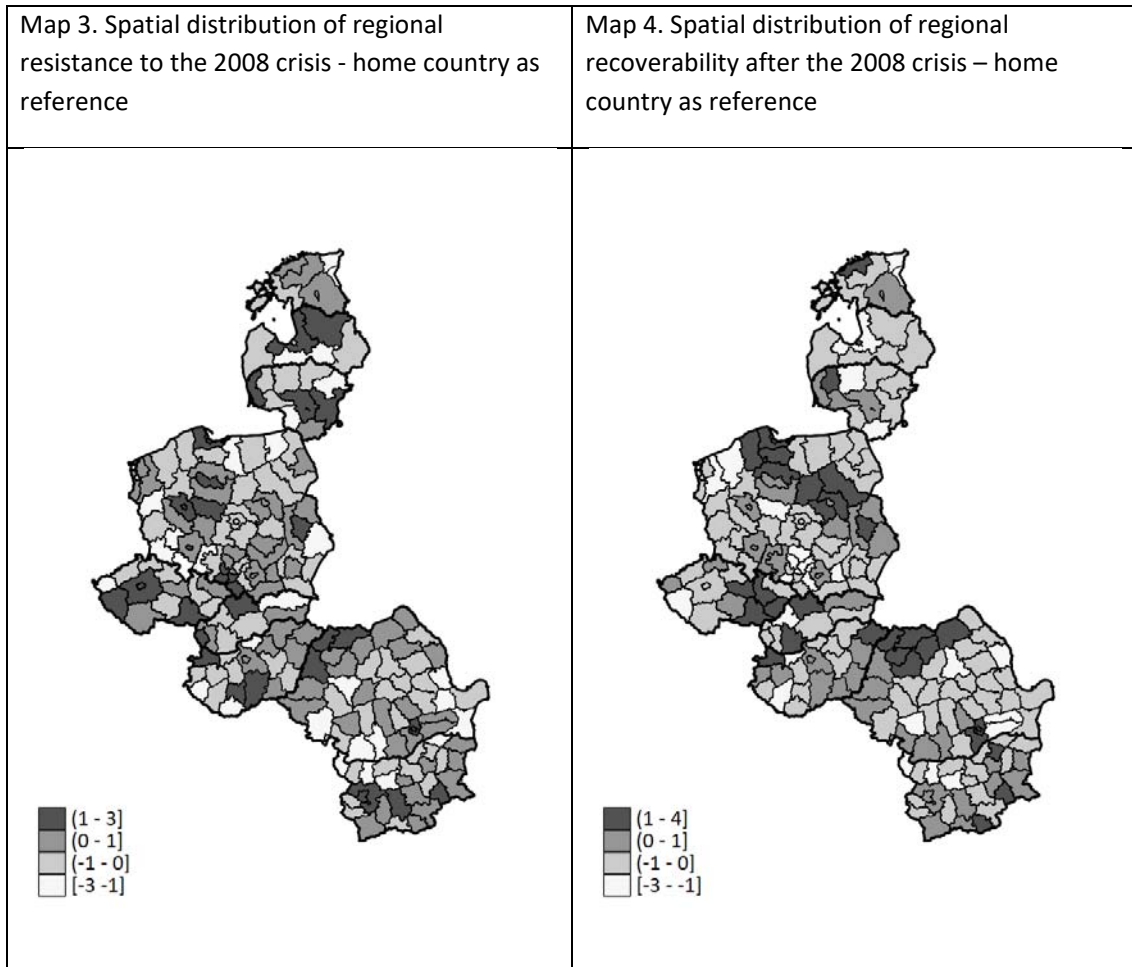 Map 3. Spatial distribution of regional
resistance to the 2008 crisis - home country as
reference
Map 4. Spatial distribution of regional
recoverability after the 2008 crisis – home
country as reference
(1 - 3]
(0 - 1]
(-1 - 0]
[-3 -1]
(1 - 4]
(0 - 1]
(-1 - 0]
[-3 - -1]